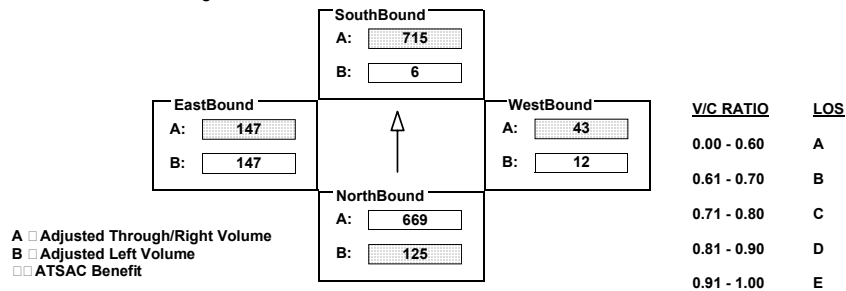 SouthBound
A: 715
B: 6
EastBound
A: 147
B: 147
WestBound
A: 43
B: 12
NorthBound
A: 669
B: 125
A □ Adjusted Through/Right Volume
B □ Adjusted Left Volume
□□ ATSAC Benefit
V/C RATIO LOS
0.00 - 0.60 A
0.61 - 0.70 B
0.71 - 0.80 C
0.81 - 0.90 D
0.91 - 1.00 E